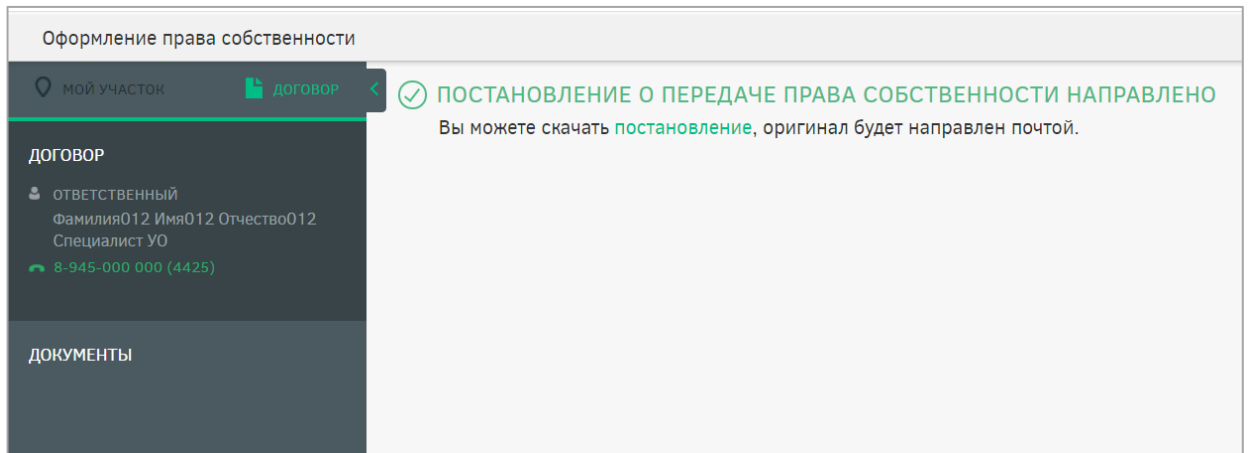 Оформление права собственности
МОЙ УЧАСТОК
ДОГОВОР
ДОГОВОР
ОТВЕТСТВЕННЫЙ
Фамилия012 Имя012 Отчество012
Специалист УО
8-945-000 000 (4425)
ДОКУМЕНТЫ
ПОСТАНОВЛЕНИЕ О ПЕРЕДАЧЕ ПРАВА СОБСТВЕННОСТИ НАПРАВЛЕНО
Вы можете скачать постановление, оригинал будет направлен почтой.